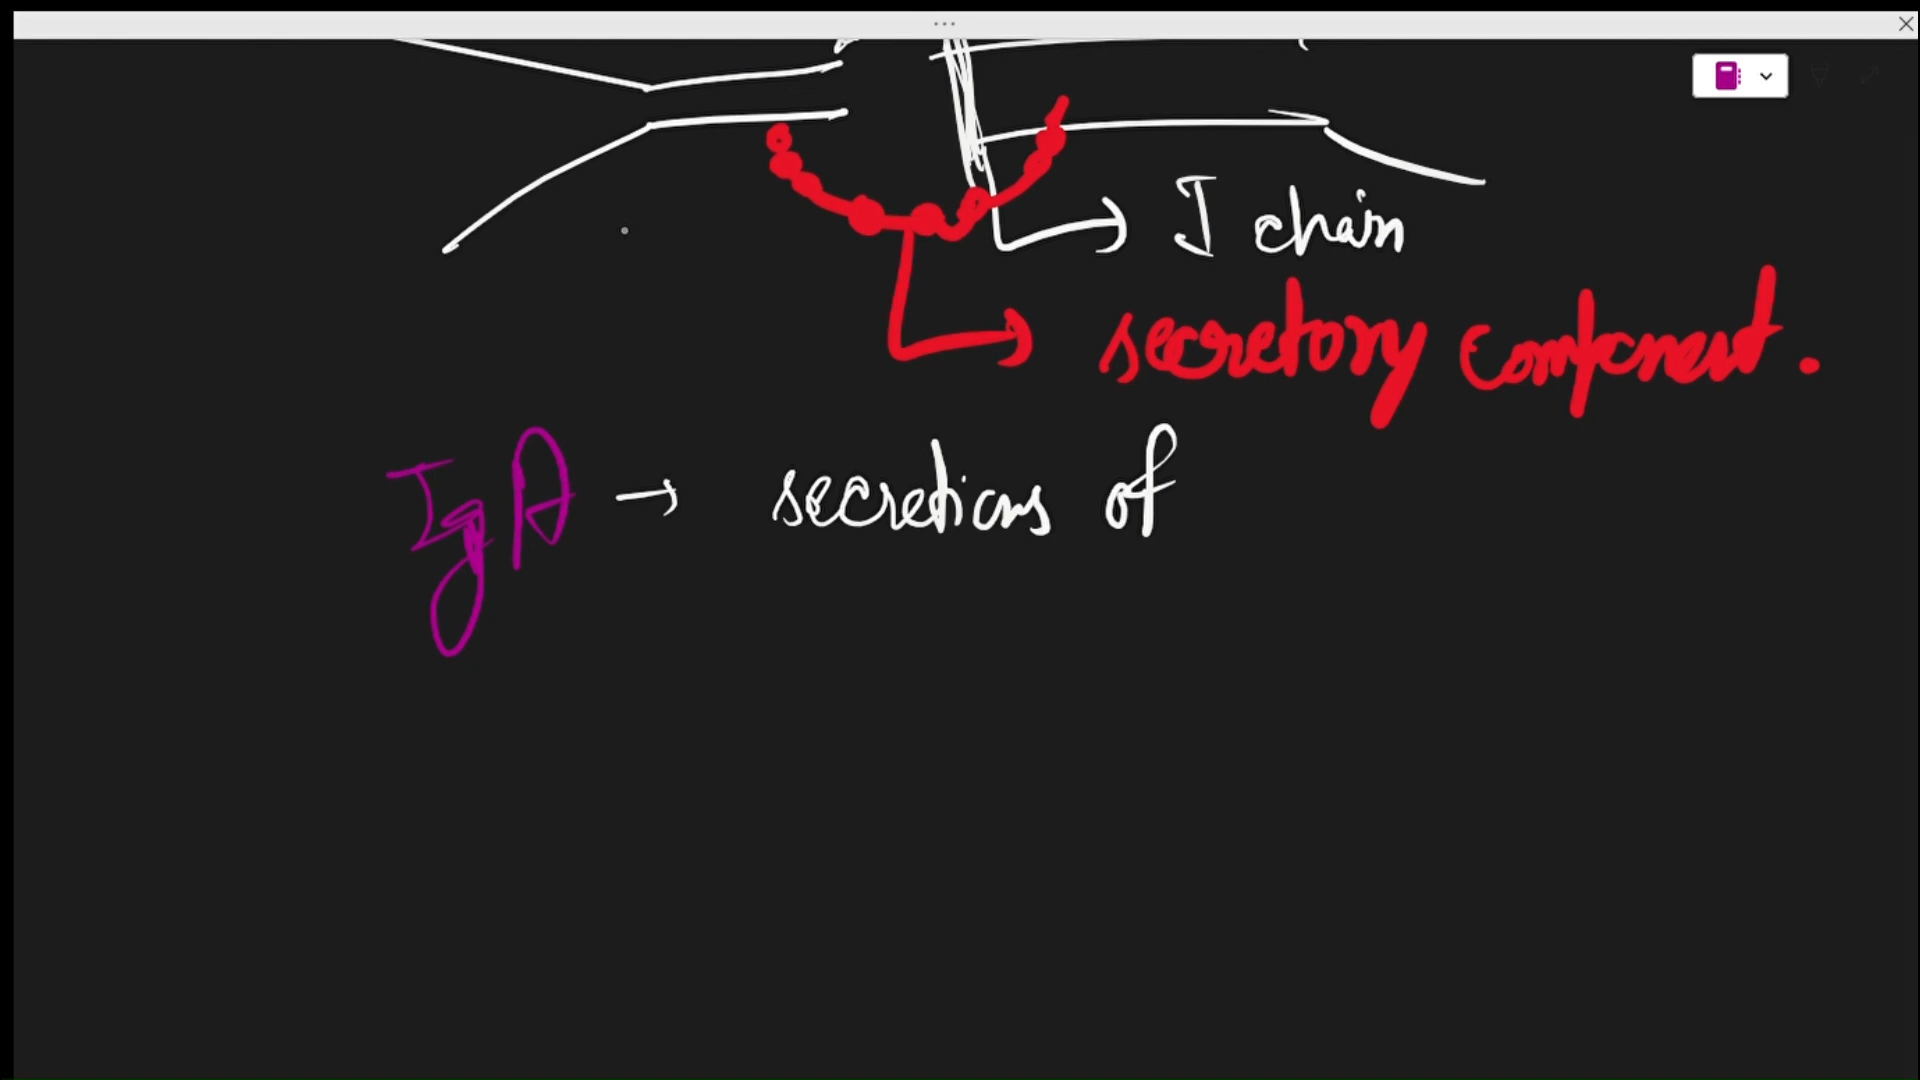 J chain
secretory component.
IgA → secretions of